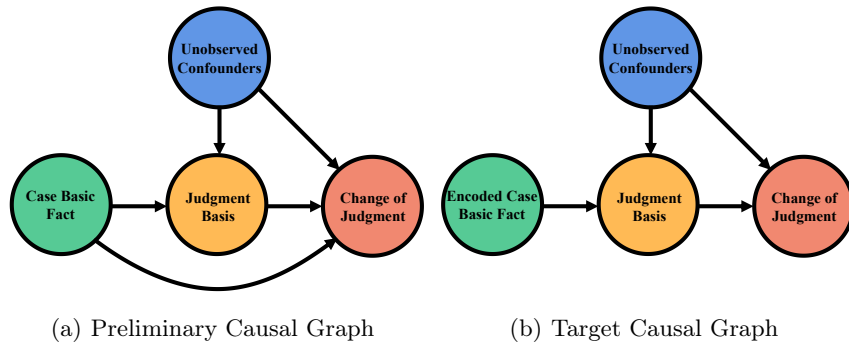 Unobserved
Confounders
Case Basic
Fact
Judgment
Basis
Change of
Judgment
(a) Preliminary Causal Graph
Unobserved
Confounders
Encoded Case
Basic Fact
Judgment
Basis
Change of
Judgment
(b) Target Causal Graph